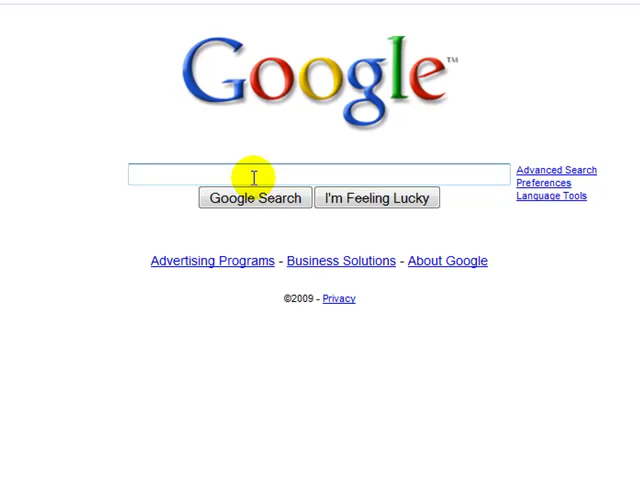 Google™
Advanced Search
Preferences
Language Tools
Google Search I'm Feeling Lucky
Advertising Programs - Business Solutions - About Google
©2009 - Privacy